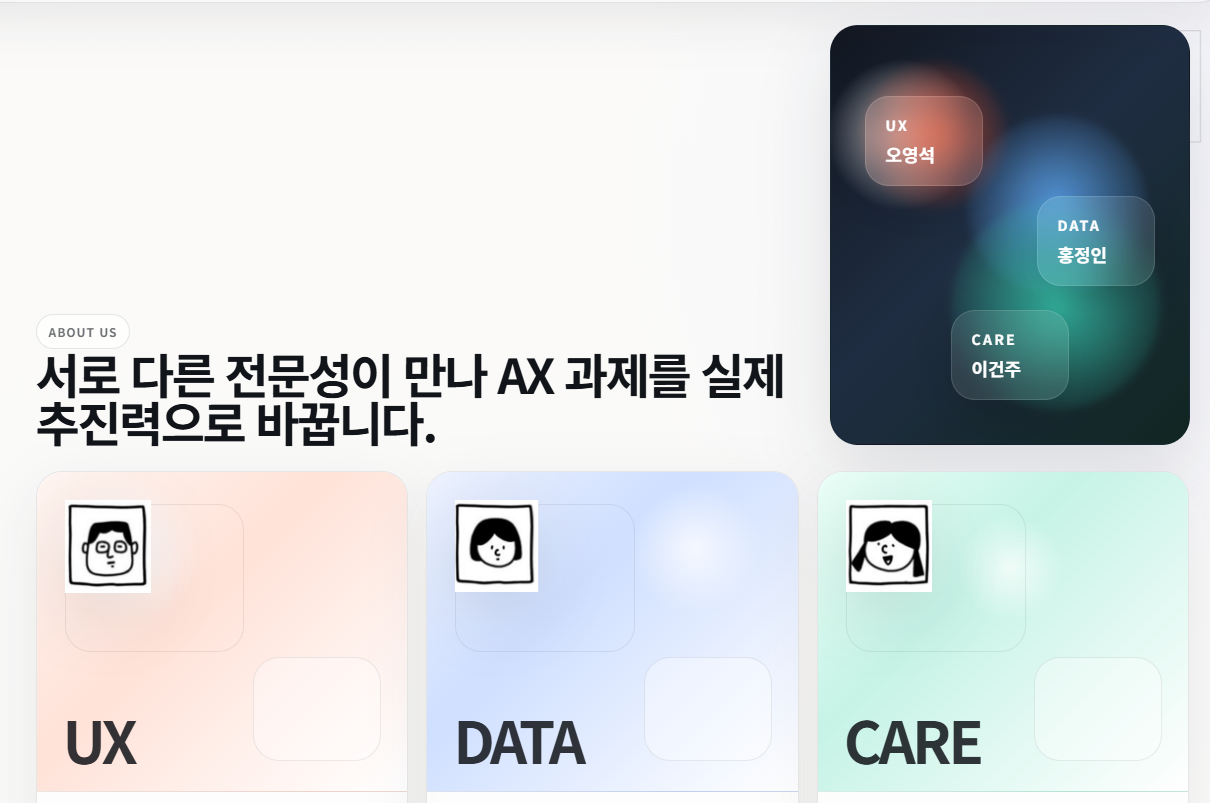 UX
오영석
DATA
홍정인
CARE
이건주
ABOUT US
서로 다른 전문성이 만나 AX 과제를 실제
추진력으로 바꿉니다.
UX
DATA
CARE